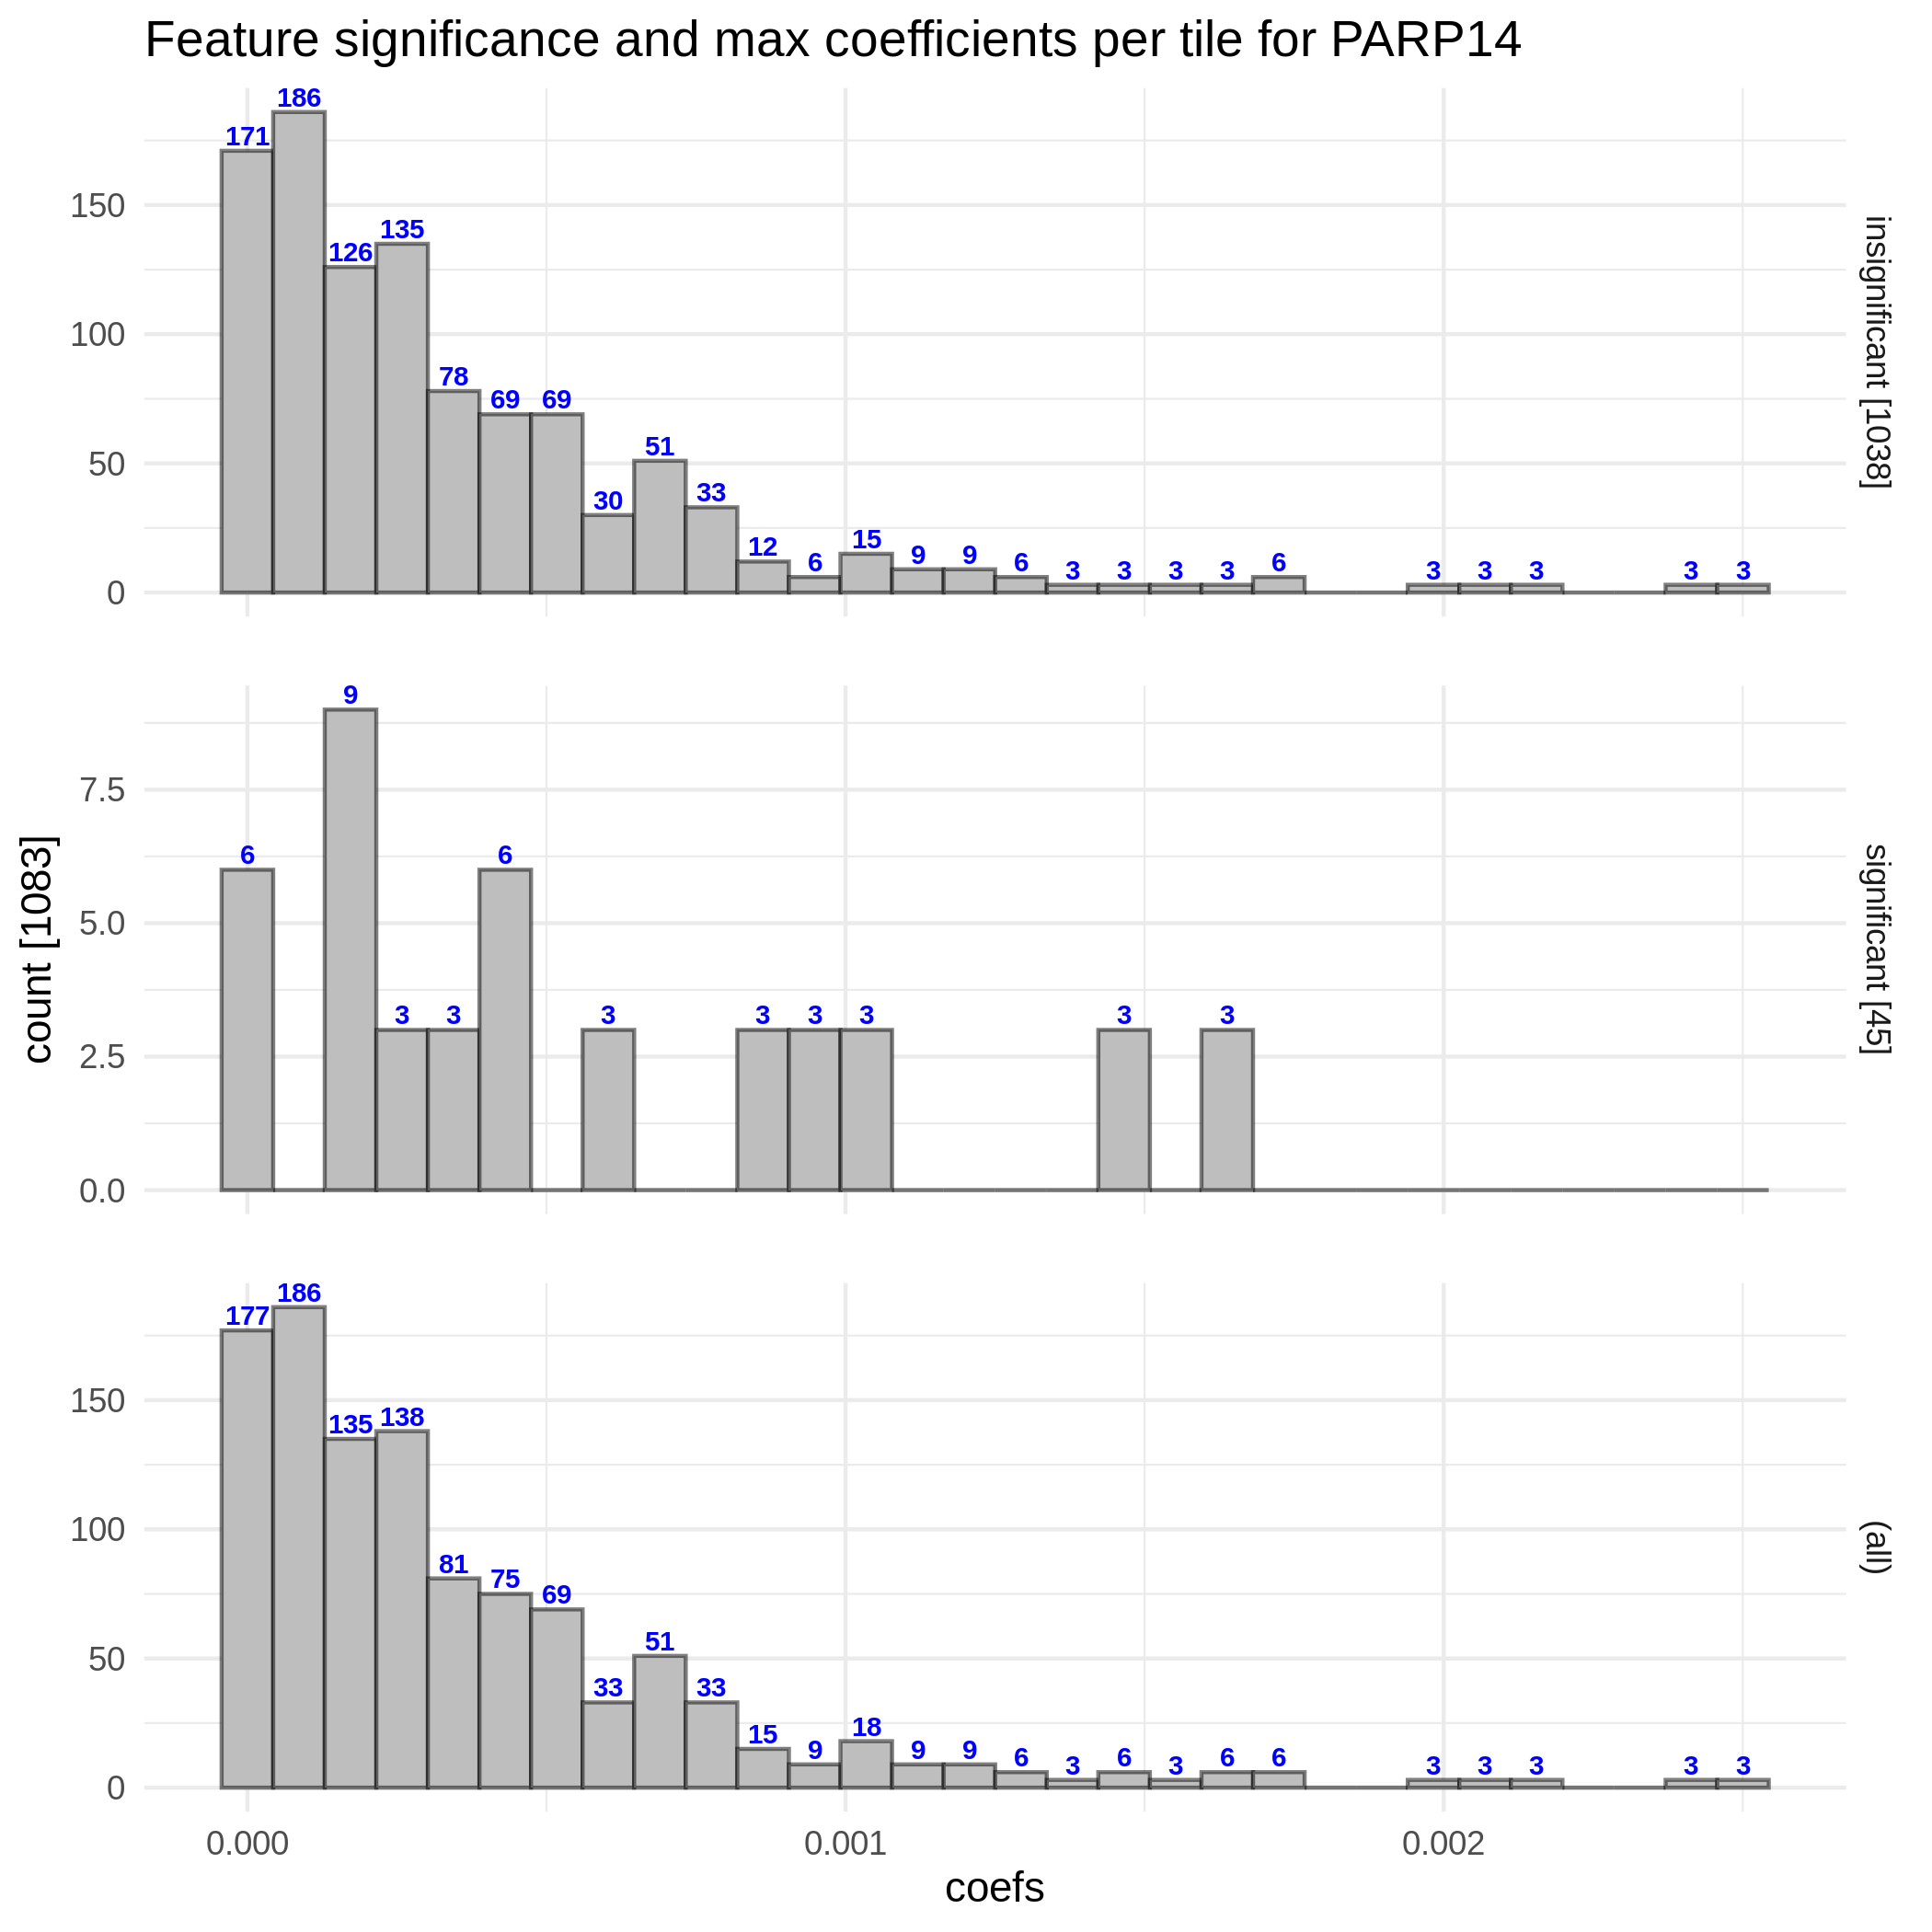 Feature significance and max coefficients per tile for PARP14
171 186 126 135 78 69 69 30 51 33 12 6 15 9 9 6 3 3 3 3 6 3 3 3 3 3
150
100
50
0
insignificant [1038]
6 9 3 3 6 3 3 3 3 3 3
7.5
5.0
2.5
0.0
significant [45]
count [1083]
177 186 135 138 81 75 69 33 51 33 15 9 18 9 9 6 3 6 3 6 6 3 3 3 3 3
150
100
50
0
(all)
0.000 0.001 0.002
coefs